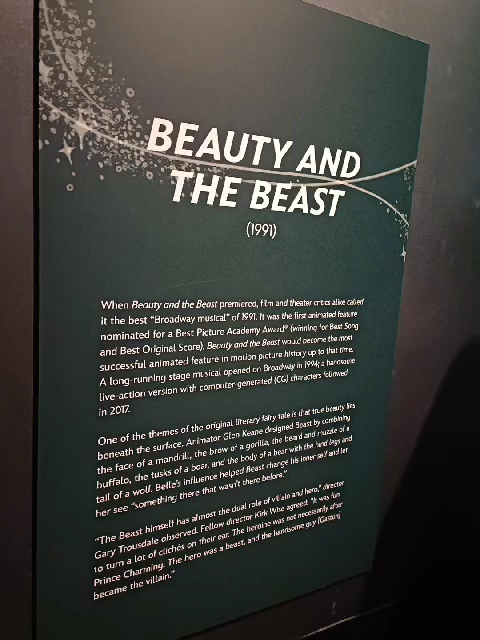 BEAUTY AND
THE BEAST
(1991)
When Beauty and the Beast premiered, film and theater critics alike called
it the best "Broadway musical" of 1991. It was the first animated feature
nominated for a Best Picture Academy Award® (winning for Best Song
and Best Original Score). Beauty and the Beast would become the most
successful animated feature in motion picture history up to that time.
A long-running stage musical opened on Broadway in 1994; a handsome
live-action version with computer-generated (CG) characters followed
in 2017.
One of the themes of the original literary fairy tale is that true beauty lies
beneath the surface. Animator Glen Keane designed Beast by combining
the face of a mandrill, the brow of a gorilla, the beard and muzzle of a
buffalo, the tusks of a boar, and the body of a bear with the hind legs and
tail of a wolf. Belle's influence helped Beast change his inner self and let
her see "something there that wasn't there before."
"The Beast himself has almost the dual role of villain and hero," director
Gary Trousdale observed. Fellow director Kirk Wise agreed: "It was fun
to turn a lot of clichés on their ear. The heroine was not necessarily after
Prince Charming. The hero was a beast, and the handsome guy [Gaston]
became the villain."